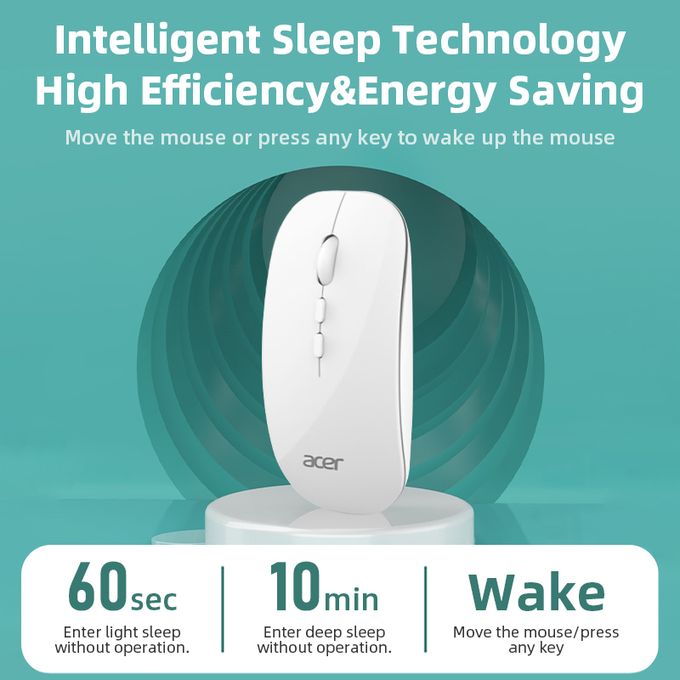 Intelligent Sleep Technology
High Efficiency&Energy Saving
Move the mouse or press any key to wake up the mouse
acer
60sec
Enter light sleep
without operation.
10min
Enter deep sleep
without operation.
Wake
Move the mouse/press
any key